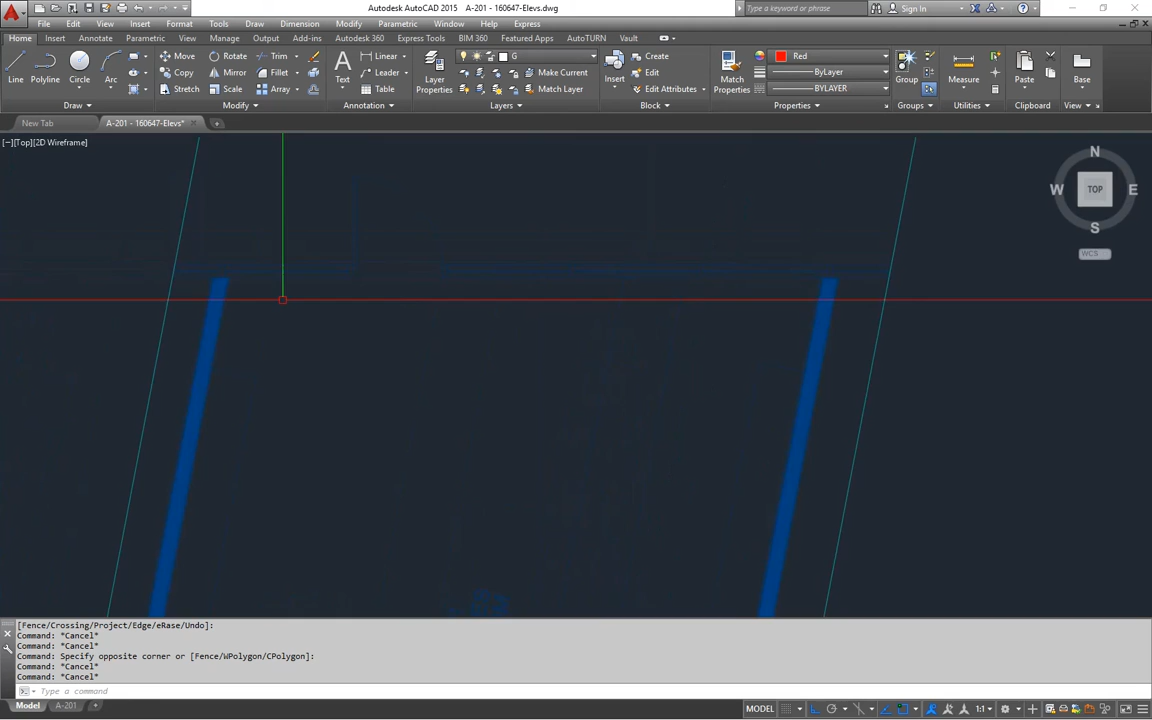 Autodesk AutoCAD 2015 A-201 - 160647-Elevs.dwg
Type a keyword or phrase
Sign In
File Edit View Insert Format Tools Draw Dimension Modify Parametric Window Help Express
Home Insert Annotate Parametric View Manage Output Add-ins Autodesk 360 Express Tools BIM 360 Featured Apps AutoTURN Vault
Line Polyline Circle Arc
Move Rotate Trim
Copy Mirror Fillet
Stretch Scale Array
Text
Linear
Leader
Table
Layer Properties
G
Make Current
Match Layer
Insert
Create
Edit
Edit Attributes
Match Properties
Red
ByLayer
BYLAYER
Group
Measure
Paste
Base
Draw Modify Annotation Layers Block Properties Groups Utilities Clipboard View
New Tab A-201 - 160647-Elevs*
[−][Top][2D Wireframe]
N
W TOP E
S
WCS
[Fence/Crossing/Project/Edge/eRase/Undo]:
Command: *Cancel*
Command: *Cancel*
Command: Specify opposite corner or [Fence/WPolygon/CPolygon]:
Command: *Cancel*
Command: *Cancel*
Type a command
Model A-201
MODEL 1:1